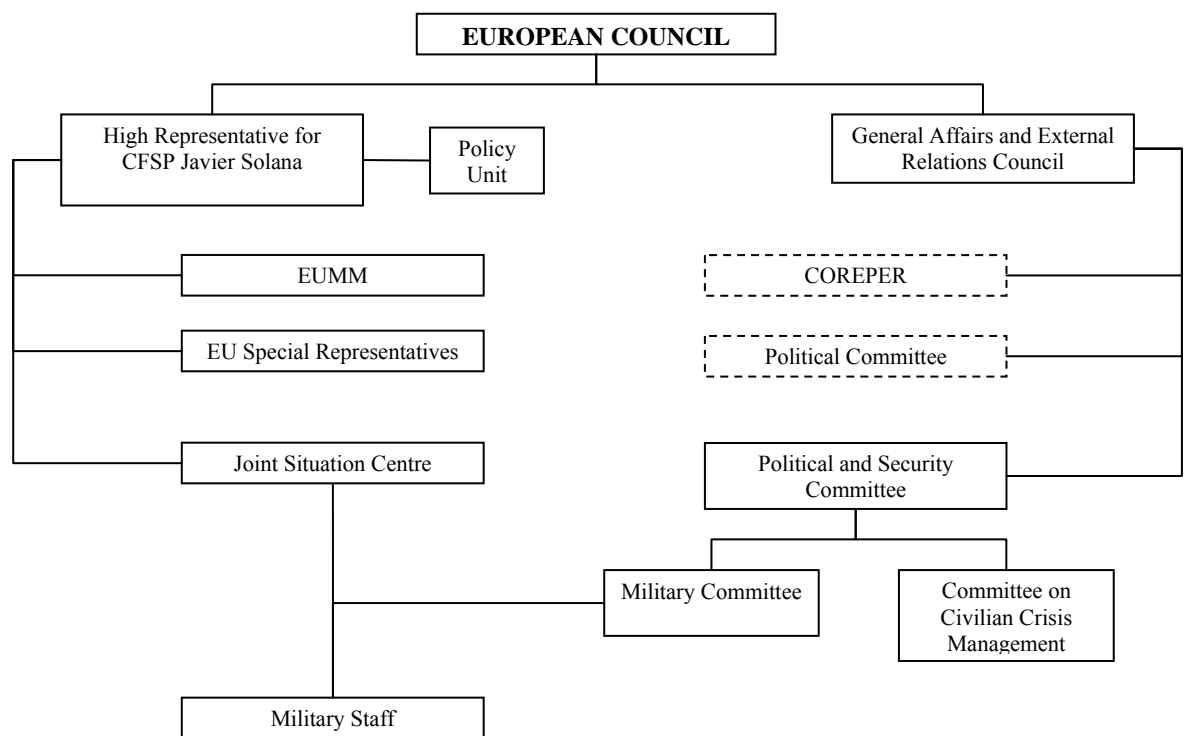 EUROPEAN COUNCIL
High Representative for
CFSP Javier Solana
Policy
Unit
General Affairs and External
Relations Council
EUMM
COREPER
EU Special Representatives
Political Committee
Joint Situation Centre
Political and Security
Committee
Military Committee
Committee on
Civilian Crisis
Management
Military Staff